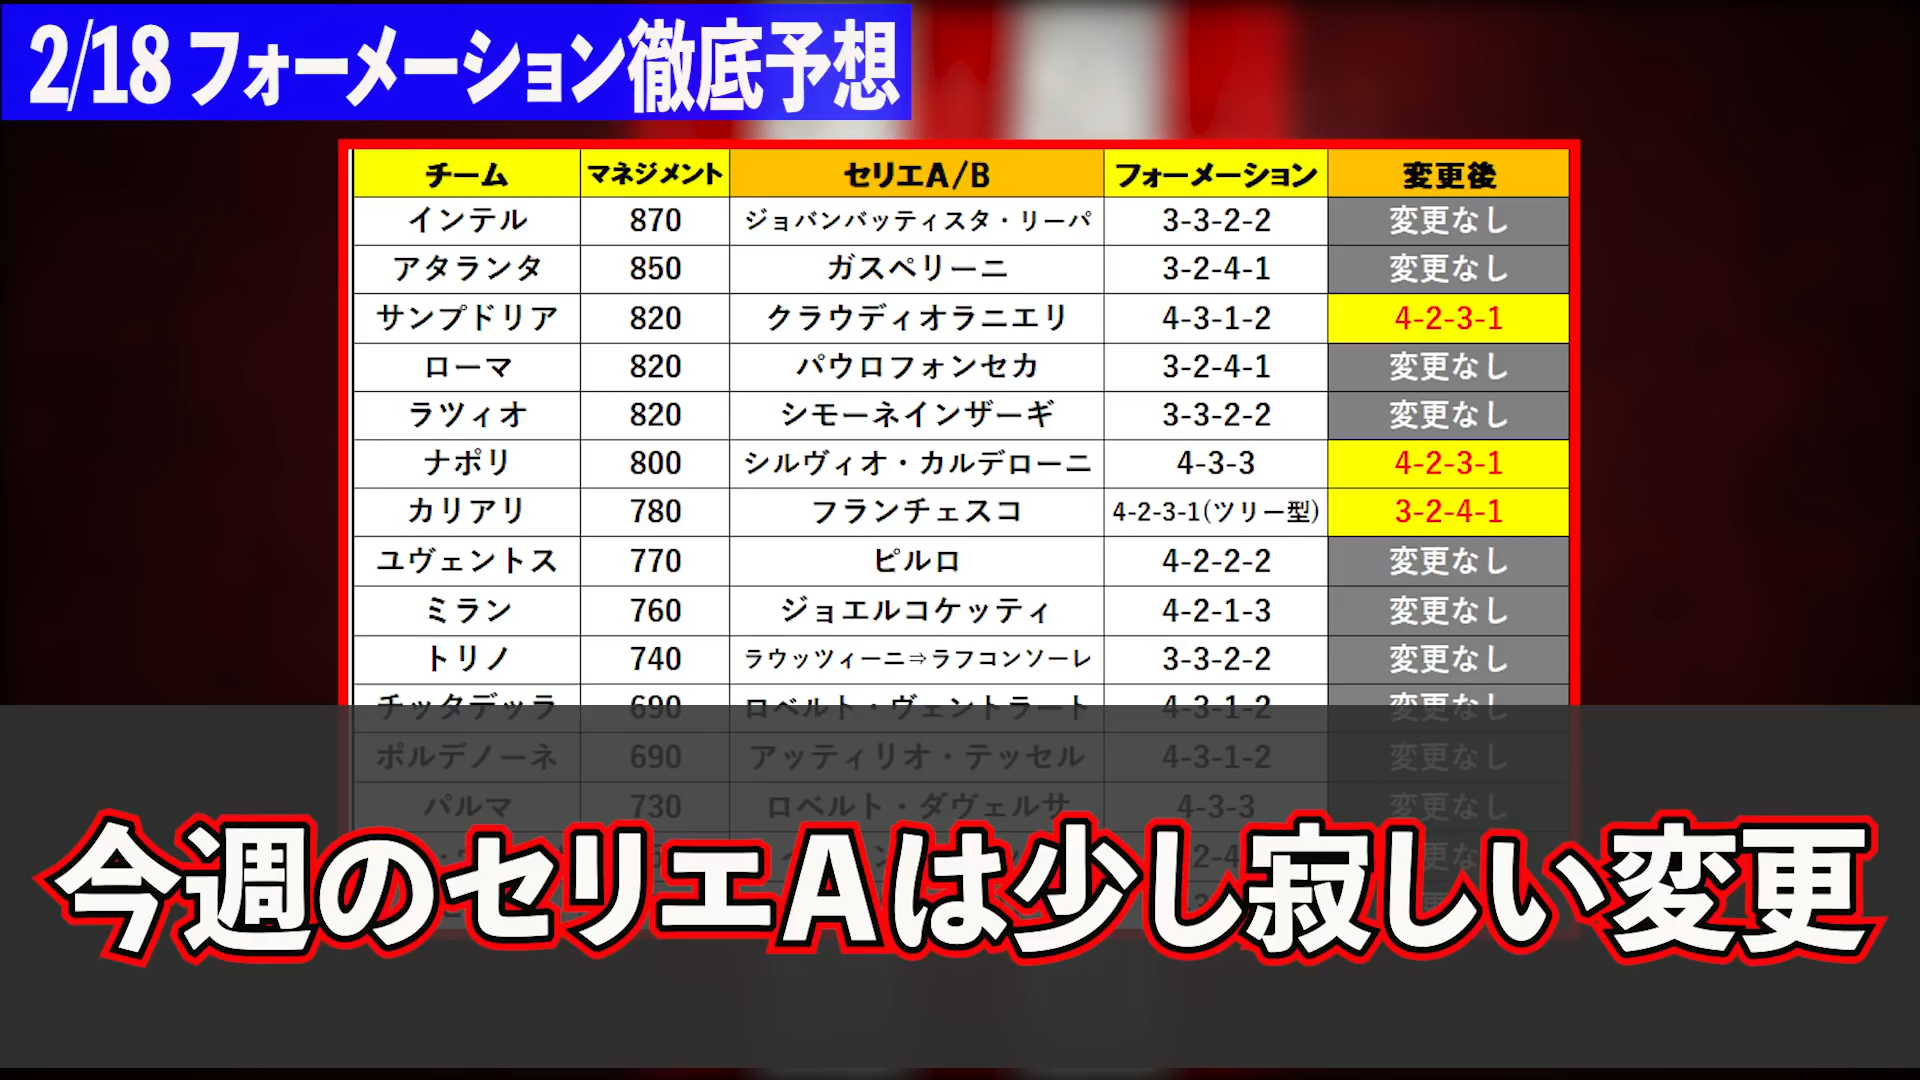 2/18 フォーメーション徹底予想
チーム マネジメント セリエA/B フォーメーション 変更後
インテル 870 ジョバンバッティスタ・リーパ 3-3-2-2 変更なし
アタランタ 850 ガスペリーニ 3-2-4-1 変更なし
サンプドリア 820 クラウディオラニエリ 4-3-1-2 4-2-3-1
ローマ 820 パウロフォンセカ 3-2-4-1 変更なし
ラツィオ 820 シモーネインザーギ 3-3-2-2 変更なし
ナポリ 800 シルヴィオ・カルデローニ 4-3-3 4-2-3-1
カリアリ 780 フランチェスコ 4-2-3-1(ツリー型) 3-2-4-1
ユヴェントス 770 ピルロ 4-2-2-2 変更なし
ミラン 760 ジョエルコケッティ 4-2-1-3 変更なし
トリノ 740 ラウッツィーニ⇒ラフコンソーレ 3-3-2-2 変更なし
チッタデッラ 690 ロベルト・ヴェントラート 4-3-1-2 変更なし
ポルデノーネ 690 アッティリオ・テッセル 4-3-1-2 変更なし
パルマ 730 ロベルト・ダヴェルサ 4-3-3 変更なし
今週のセリエAは少し寂しい変更